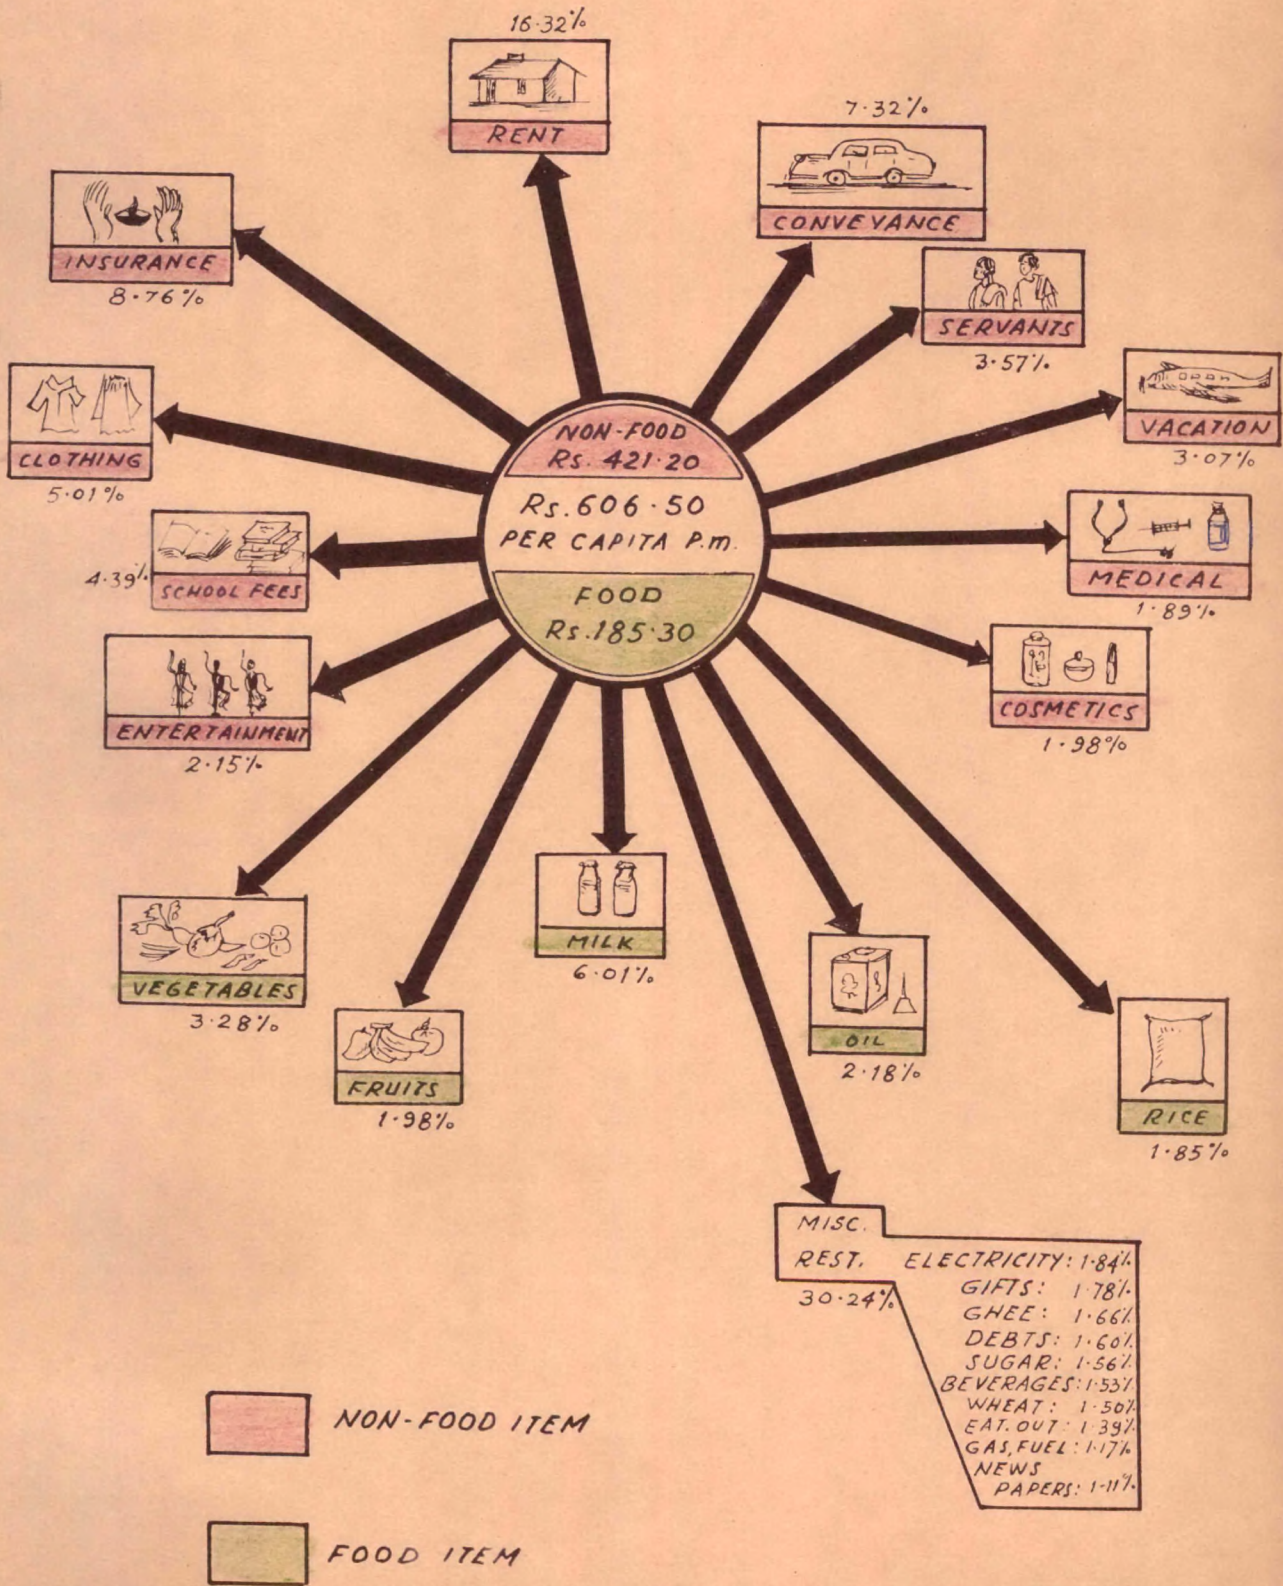 16·32%
RENT
7·32%
CONVEYANCE
INSURANCE
8·76%
SERVANTS
3·57%
VACATION
3·07%
CLOTHING
5·01%
NON-FOOD
Rs. 421·20
Rs. 606·50
PER CAPITA P.m.
FOOD
Rs. 185·30
SCHOOL FEES
4·39%
MEDICAL
1·89%
ENTERTAINMENT
2·15%
COSMETICS
1·98%
MILK
6·01%
VEGETABLES
3·28%
FRUITS
1·98%
OIL
2·18%
RICE
1·85%
MISC.
REST.
30·24%
ELECTRICITY: 1·84%
GIFTS: 1·78%
GHEE: 1·66%
DEBTS: 1·60%
SUGAR: 1·56%
BEVERAGES: 1·53%
WHEAT: 1·50%
EAT. OUT: 1·39%
GAS, FUEL: 1·17%
NEWS
PAPERS: 1·11%
NON-FOOD ITEM
FOOD ITEM